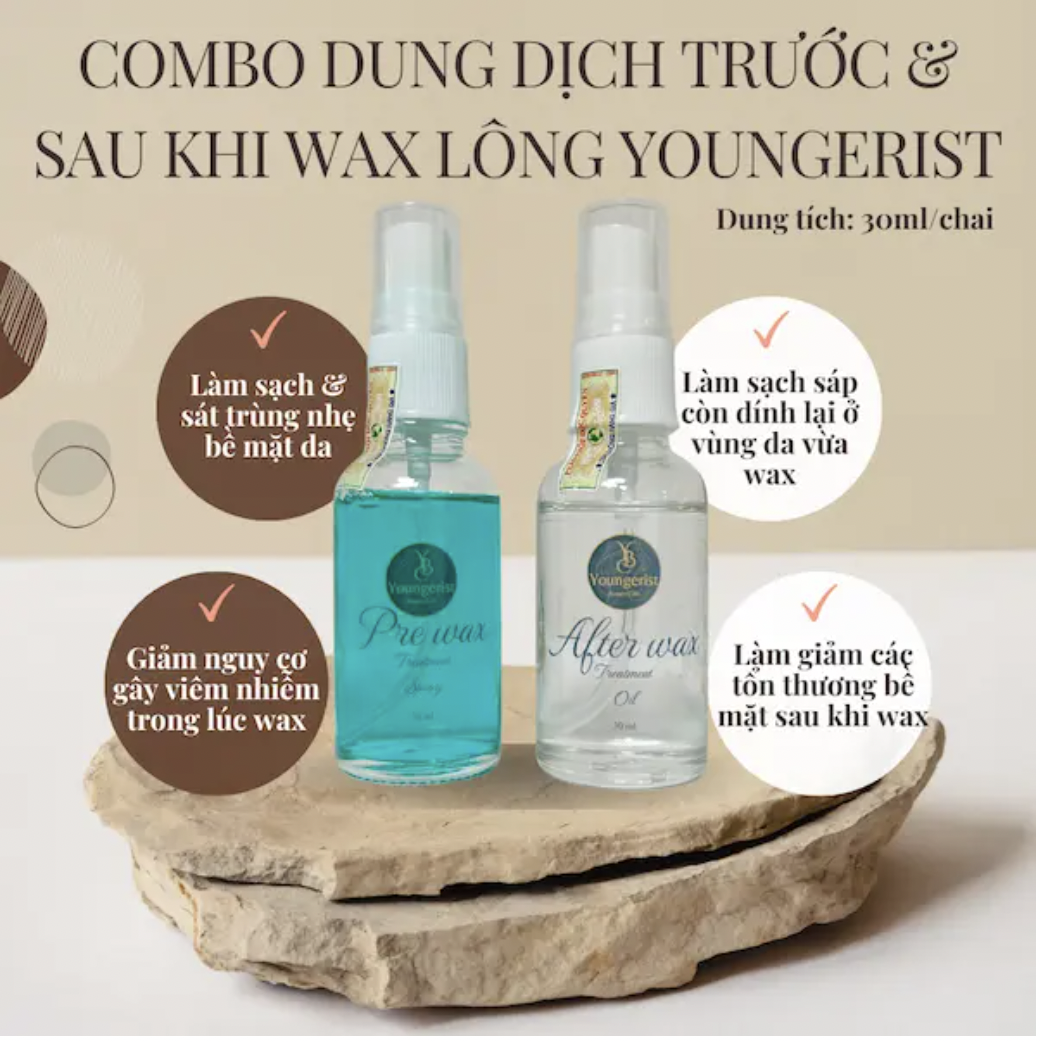 COMBO DUNG DỊCH TRƯỚC &
SAU KHI WAX LÔNG YOUNGERIST
Dung tích: 30ml/chai
Làm sạch &
sát trùng nhẹ
bề mặt da
Làm sạch sáp
còn dính lại ở
vùng da vừa
wax
Giảm nguy cơ
gây viêm nhiễm
trong lúc wax
Làm giảm các
tổn thương bề
mặt sau khi wax
Youngerist
Pre wax
Treatment
Spray
Youngerist
After wax
Treatment
Oil
30 ml